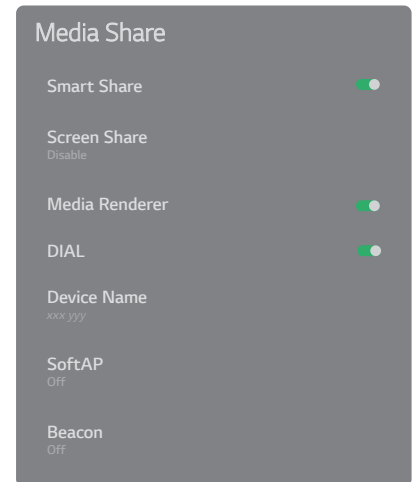 Media Share
Smart Share
Screen Share
Disable
Media Renderer
DIAL
Device Name
xxx yyy
SoftAP
Off
Beacon
Off